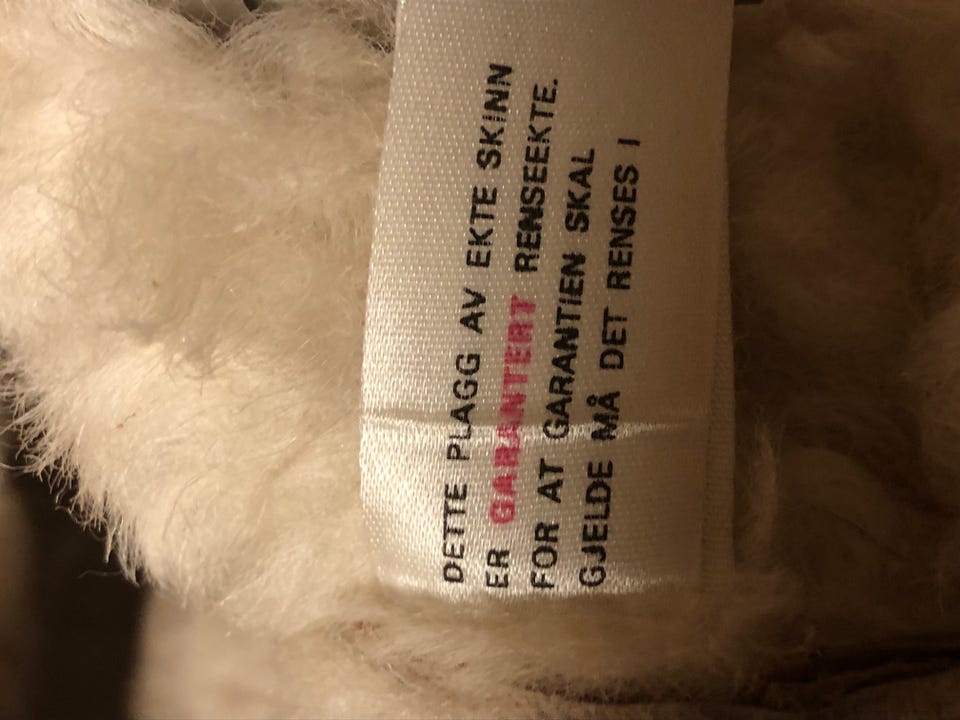 DETTE PLAGG AV EKTE SKINN
ER GARANTERT RENSEEKTE.
FOR AT GARANTIEN SKAL
GJELDE MÅ DET RENSES I